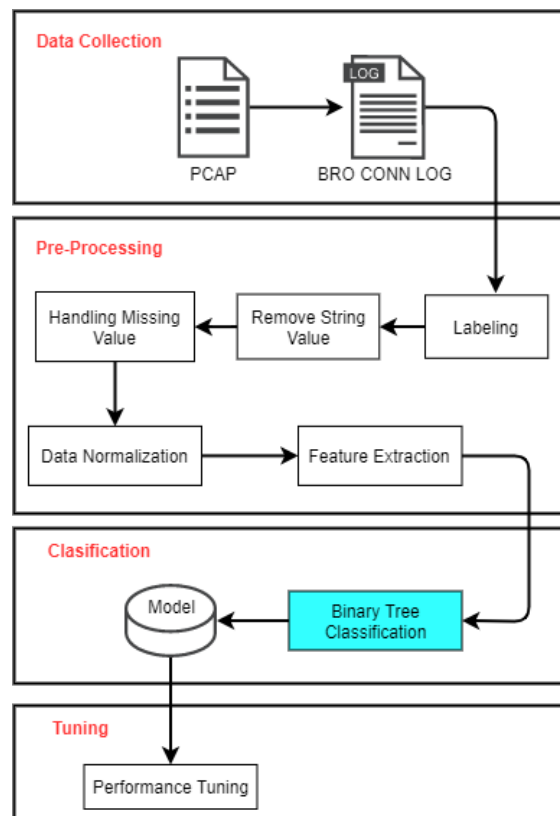 Data Collection
LOG
PCAP
BRO CONN LOG
Pre-Processing
Handling Missing
Value
Remove String
Value
Labeling
Data Normalization
Feature Extraction
Clasification
Model
Binary Tree
Classification
Tuning
Performance Tuning